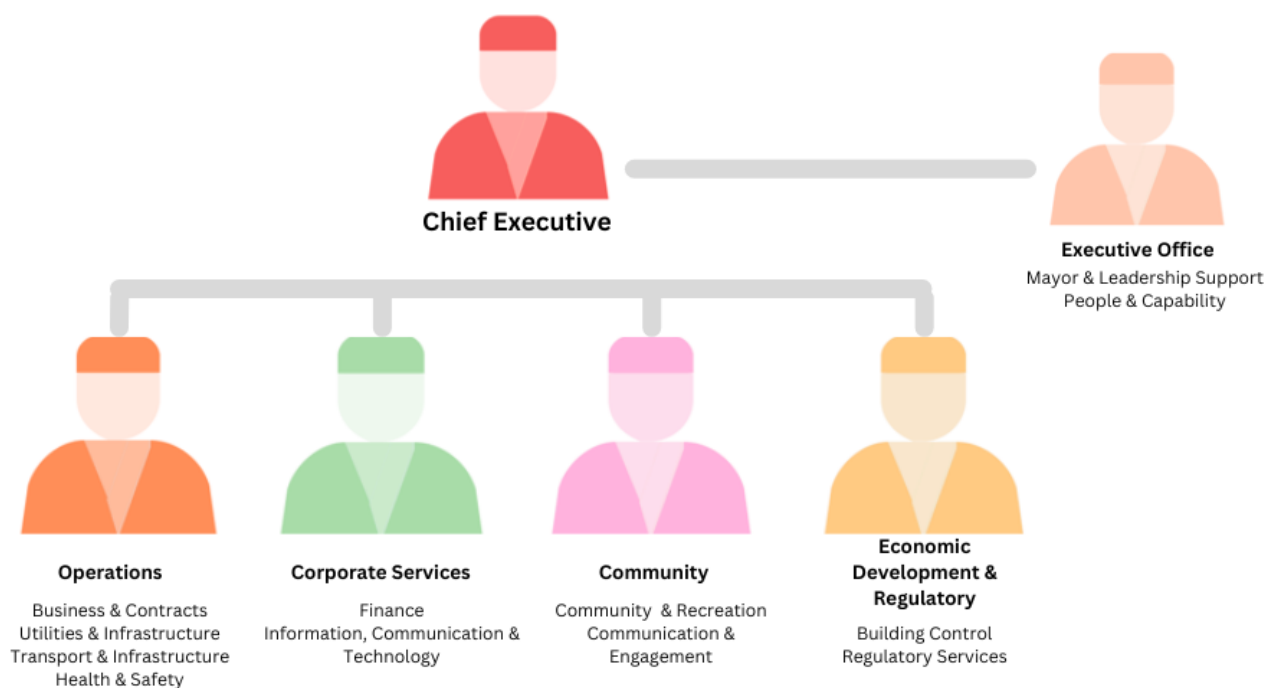 Chief Executive
Executive Office
Mayor & Leadership Support
People & Capability
Operations
Business & Contracts
Utilities & Infrastructure
Transport & Infrastructure
Health & Safety
Corporate Services
Finance
Information, Communication &
Technology
Community
Community & Recreation
Communication &
Engagement
Economic
Development &
Regulatory
Building Control
Regulatory Services